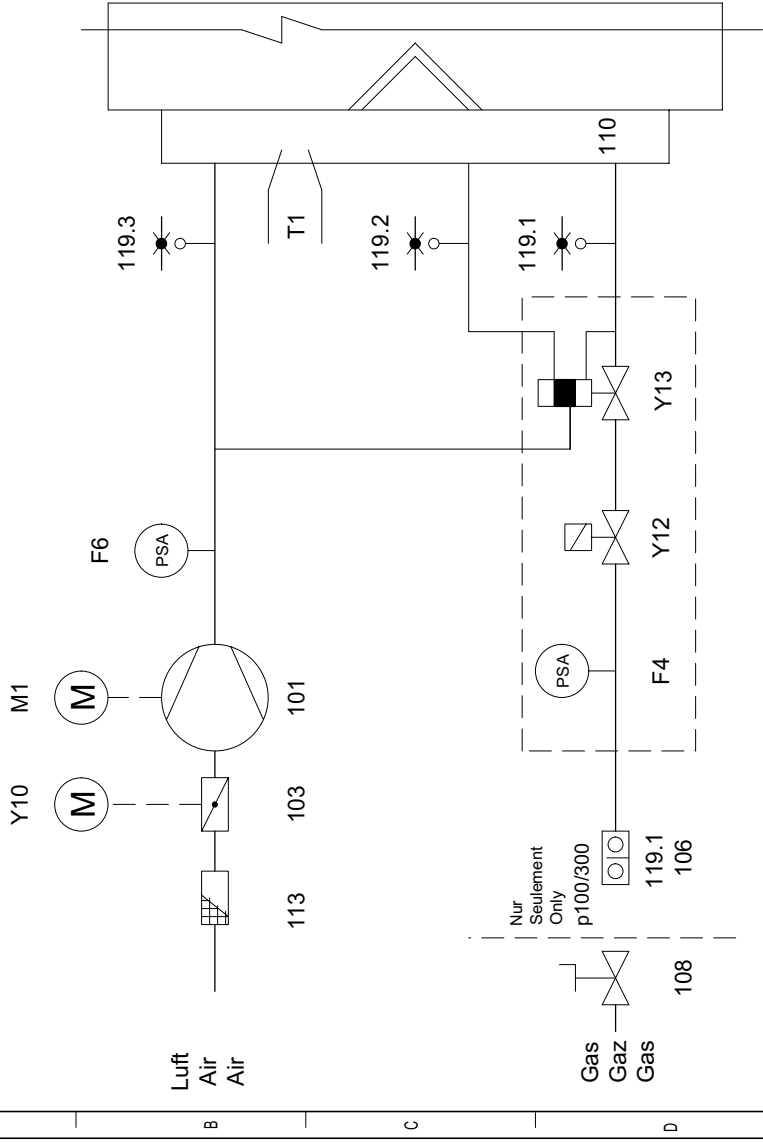 110
119.3
T1
119.2
119.1
Y13
F6
PSA
Y12
M1
M
101
PSA
F4
Y10
M
103
113
Nur
Seulement
Only
p100/300
119.1
106
108
Luft
Air
Air
Gas
Gaz
Gas
B
C
D